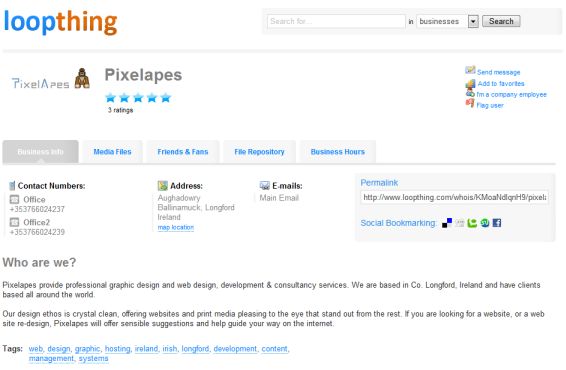 loopthing
Search for... in businesses Search
PixelApes
Pixelapes
3 ratings
Send message
Add to favorites
I'm a company employee
Flag user
Business Info Media Files Friends & Fans File Repository Business Hours
Contact Numbers:
Office
+353766024237
Office2
+353766024239
Address:
Aughadowry
Ballinamuck, Longford
Ireland
map location
E-mails:
Main Email
Permalink
http://www.loopthing.com/whois/KMoaNdlqnH9/pixela
Social Bookmarking:
Who are we?
Pixelapes provide professional graphic design and web design, development & consultancy services. We are based in Co. Longford, Ireland and have clients
based all around the world.
Our design ethos is crystal clean, offering websites and print media pleasing to the eye that stand out from the rest. If you are looking for a website, or a web
site re-design, Pixelapes will offer sensible suggestions and help guide your way on the internet.
Tags: web, design, graphic, hosting, ireland, irish, longford, development, content,
management, systems